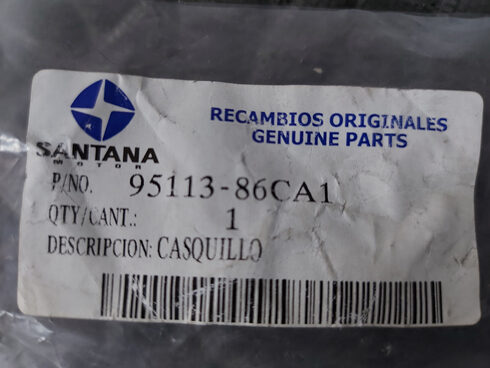 RECAMBIOS ORIGINALES
GENUINE PARTS
SANTANA
MOTOR
P/NO. 95113-86CA1
QTY/CANT.: 1
DESCRIPCION: CASQUILLO